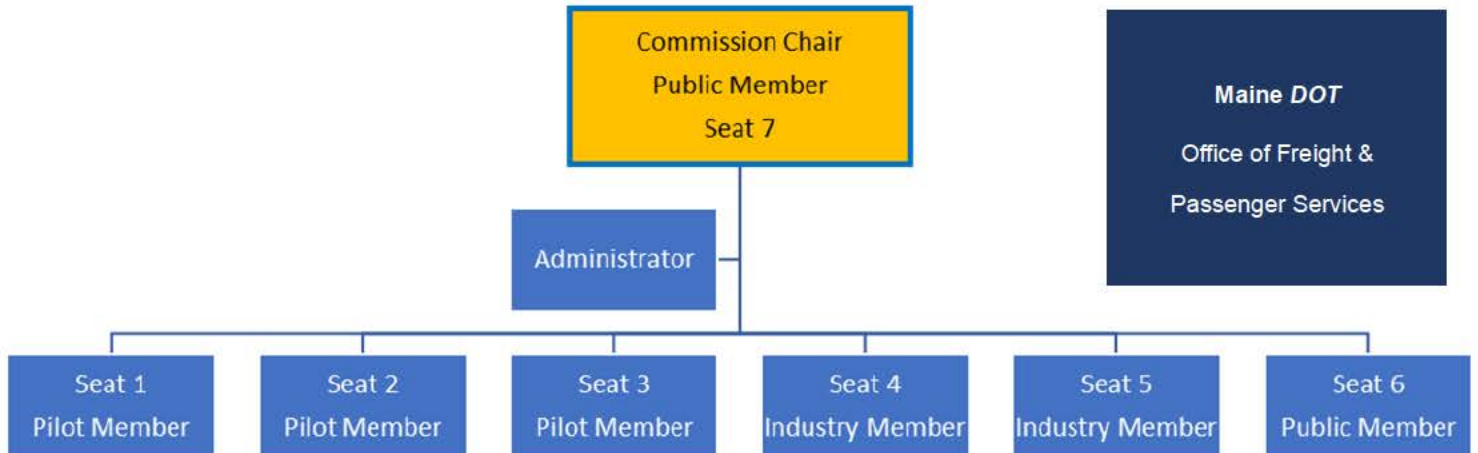 Commission Chair
Public Member
Seat 7
Maine DOT
Office of Freight &
Passenger Services
Administrator
Seat 1
Pilot Member
Seat 2
Pilot Member
Seat 3
Pilot Member
Seat 4
Industry Member
Seat 5
Industry Member
Seat 6
Public Member